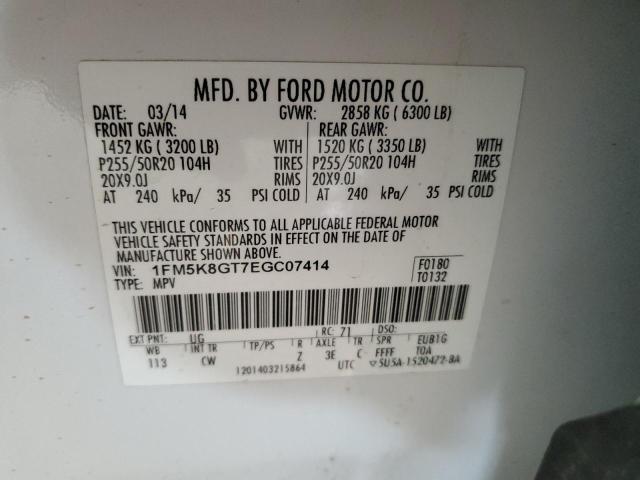 MFD. BY FORD MOTOR CO.
DATE: 03/14 GVWR: 2858 KG ( 6300 LB)
FRONT GAWR: REAR GAWR:
1452 KG ( 3200 LB) WITH 1520 KG ( 3350 LB) WITH
P255/50R20 104H TIRES P255/50R20 104H TIRES
20X9.0J RIMS 20X9.0J RIMS
AT 240 kPa/ 35 PSI COLD AT 240 kPa/ 35 PSI COLD
THIS VEHICLE CONFORMS TO ALL APPLICABLE FEDERAL MOTOR
VEHICLE SAFETY STANDARDS IN EFFECT ON THE DATE OF
MANUFACTURE SHOWN ABOVE.
VIN: 1FM5K8GT7EGC07414 F0180
TYPE: MPV T0132
EXT PNT: UG RC: 71 DSO:
WB INT TR TP/PS R AXLE TR SPR EUB1G
113 CW Z 3E C FFFF TOA
1201403215864 UTC ▽5U5A-1520472-BA